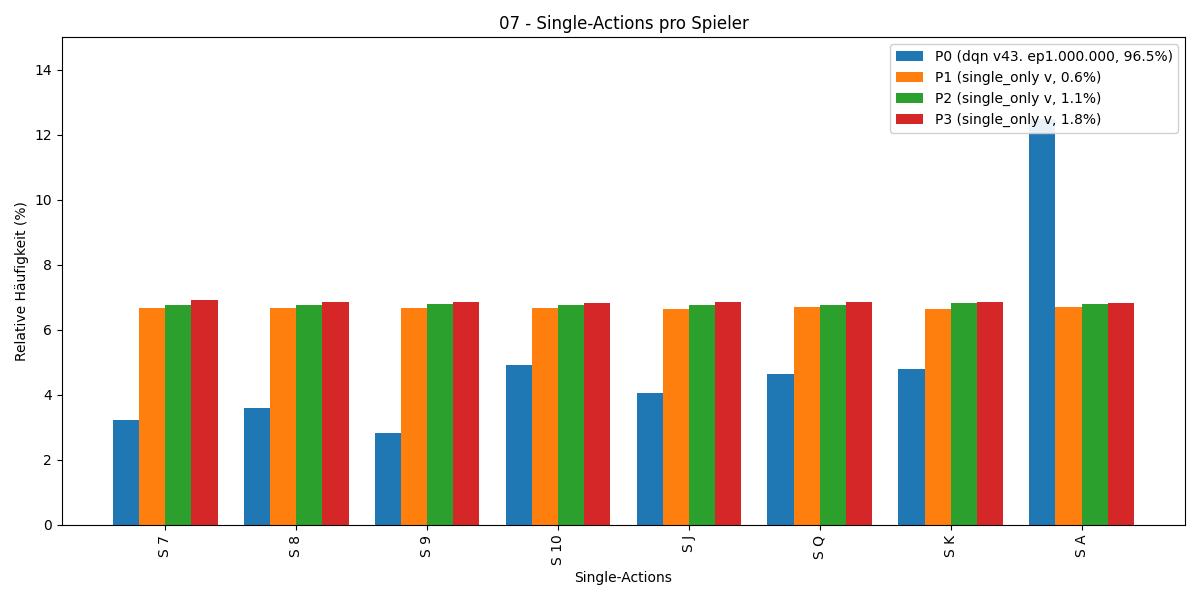 07 - Single-Actions pro Spieler
P0 (dqn v43. ep1.000.000, 96.5%)
P1 (single_only v, 0.6%)
P2 (single_only v, 1.1%)
P3 (single_only v, 1.8%)
Relative Häufigkeit (%)
14
12
10
8
6
4
2
0
S 7
S 8
S 9
S 10
S J
S Q
S K
S A
Single-Actions